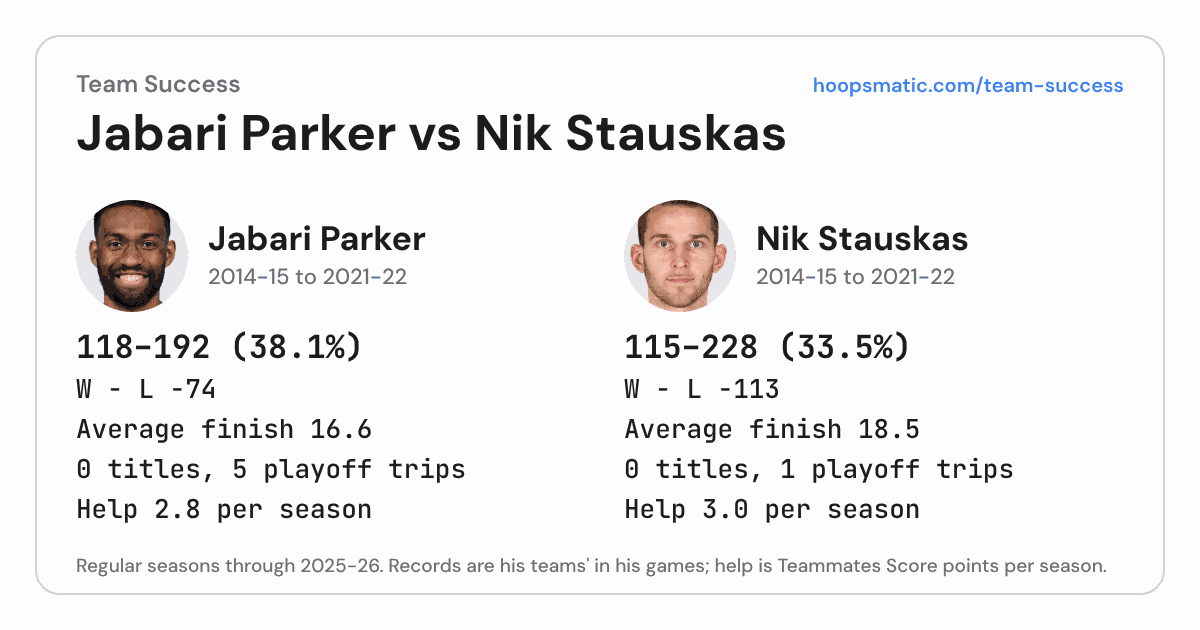 Team Success
hoopsmatic.com/team-success
Jabari Parker vs Nik Stauskas
Jabari Parker
2014-15 to 2021-22
118-192 (38.1%)
W - L -74
Average finish 16.6
0 titles, 5 playoff trips
Help 2.8 per season
Nik Stauskas
2014-15 to 2021-22
115-228 (33.5%)
W - L -113
Average finish 18.5
0 titles, 1 playoff trips
Help 3.0 per season
Regular seasons through 2025-26. Records are his teams' in his games; help is Teammates Score points per season.